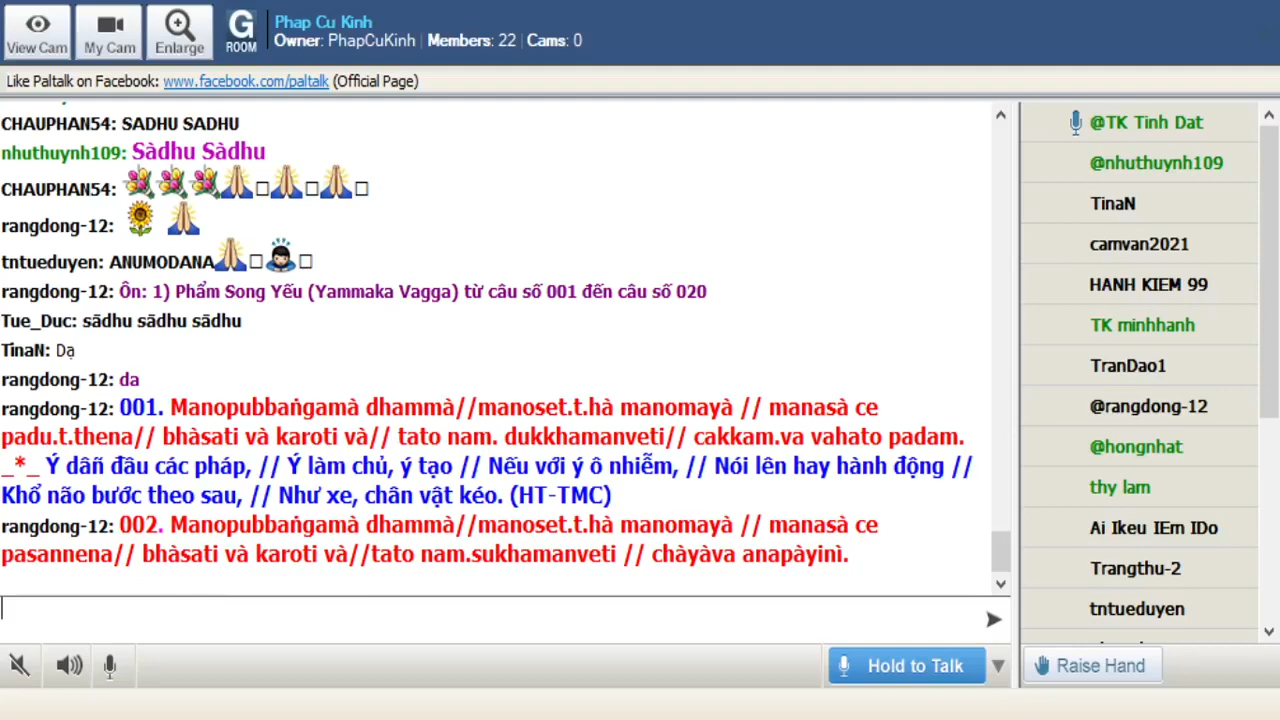 View Cam
My Cam
Enlarge
G
ROOM
Phap Cu Kinh
Owner: PhapCuKinh | Members: 22 | Cams: 0
Like Paltalk on Facebook: www.facebook.com/paltalk (Official Page)
CHAUPHAN54: SADHU SADHU
nhuthuynh109: Sàdhu Sàdhu
CHAUPHAN54:
rangdong-12:
tntueduyen: ANUMODANA
rangdong-12: Ôn: 1) Phẩm Song Yếu (Yammaka Vagga) từ câu số 001 đến câu số 020
Tue_Duc: sādhu sādhu sādhu
TinaN: Dạ
rangdong-12: da
rangdong-12: 001. Manopubbaṅgamà dhammà//manoset.t.hà manomayà // manasà ce
padu.t.thena// bhàsati và karoti và// tato nam. dukkhamanveti// cakkam.va vahato padam.
_*_ Ý dẫn đầu các pháp, // Ý làm chủ, ý tạo // Nếu với ý ô nhiễm, // Nói lên hay hành động //
Khổ não bước theo sau, // Như xe, chân vật kéo. (HT-TMC)
rangdong-12: 002. Manopubbaṅgamà dhammà//manoset.t.hà manomayà // manasà ce
pasannena// bhàsati và karoti và//tato nam.sukhamanveti // chàyàva anapàyinì.
Hold to Talk
@TK Tinh Dat
@nhuthuynh109
TinaN
camvan2021
HANH KIEM 99
TK minhhanh
TranDao1
@rangdong-12
@hongnhat
thy lam
Ai Ikeu IEm IDo
Trangthu-2
tntueduyen
Raise Hand